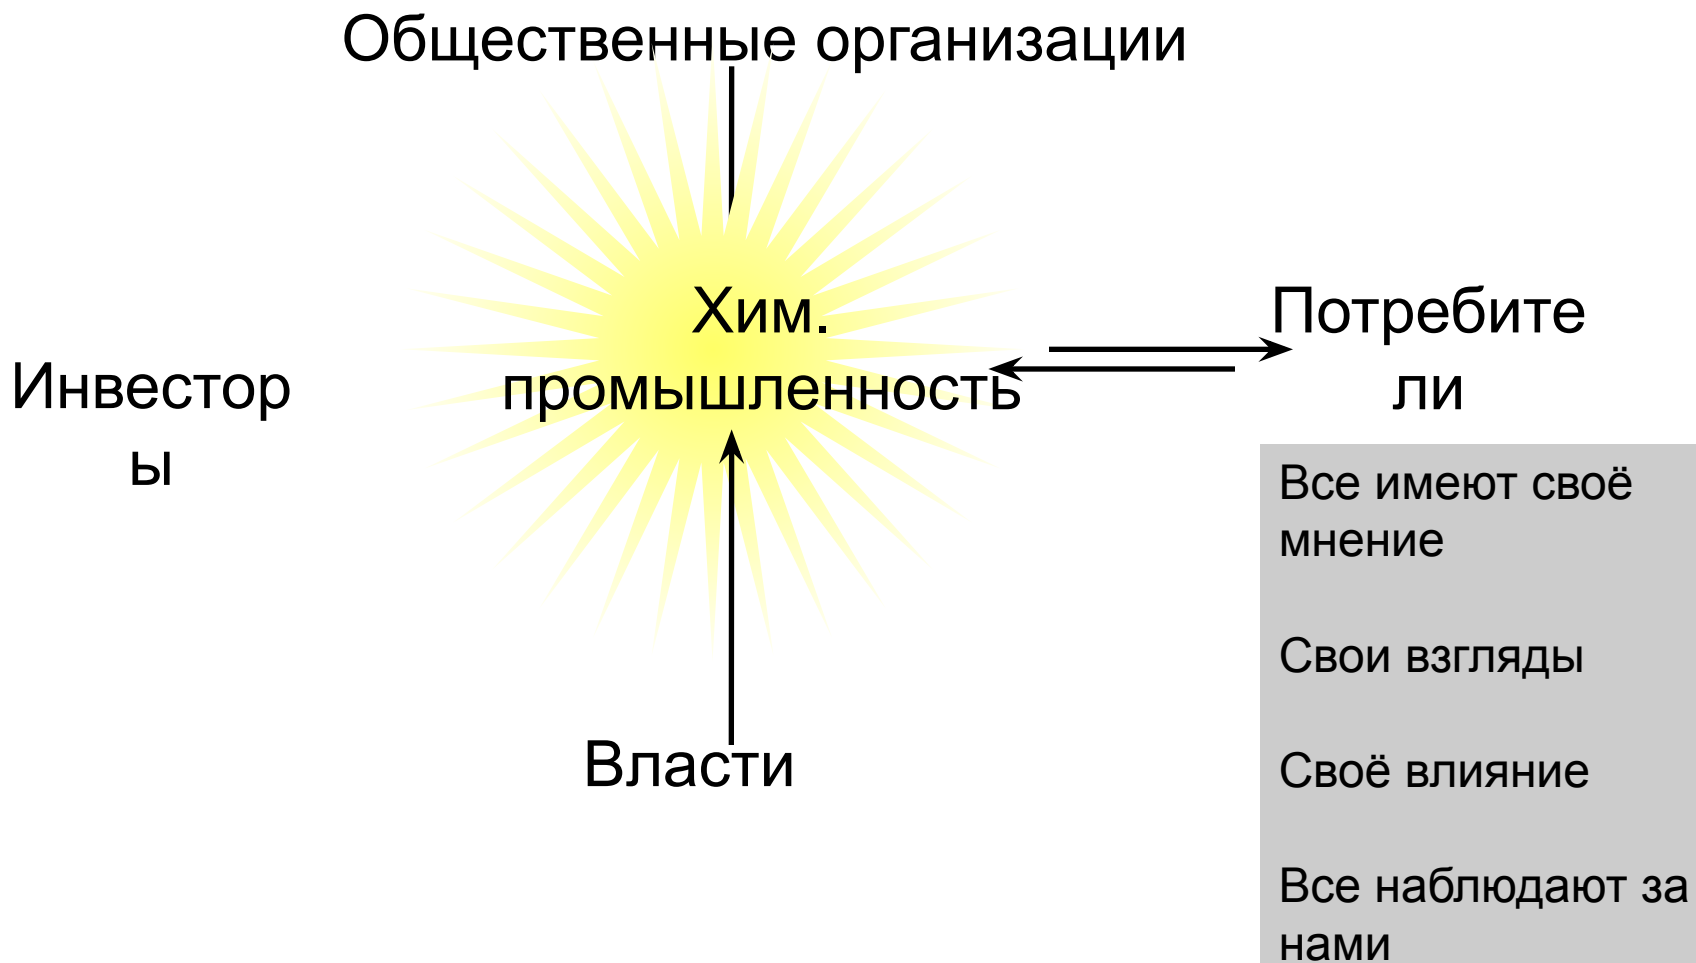 Общественные организации
Хим.
промышленность
Потребите
ли
Инвестор
ы
Власти
Все имеют своё
мнение
Свои взгляды
Своё влияние
Все наблюдают за
нами